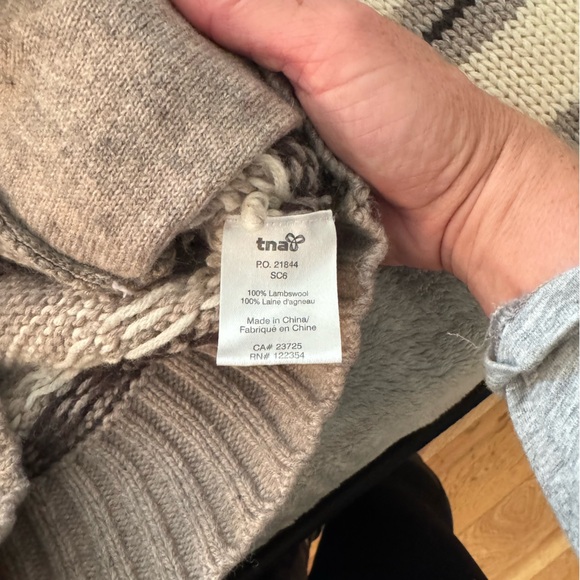 tna
P.O. 21844
SC6
100% Lambswool
100% Laine d'agneau
Made in China/
Fabriqué en Chine
CA# 23725
RN# 122354